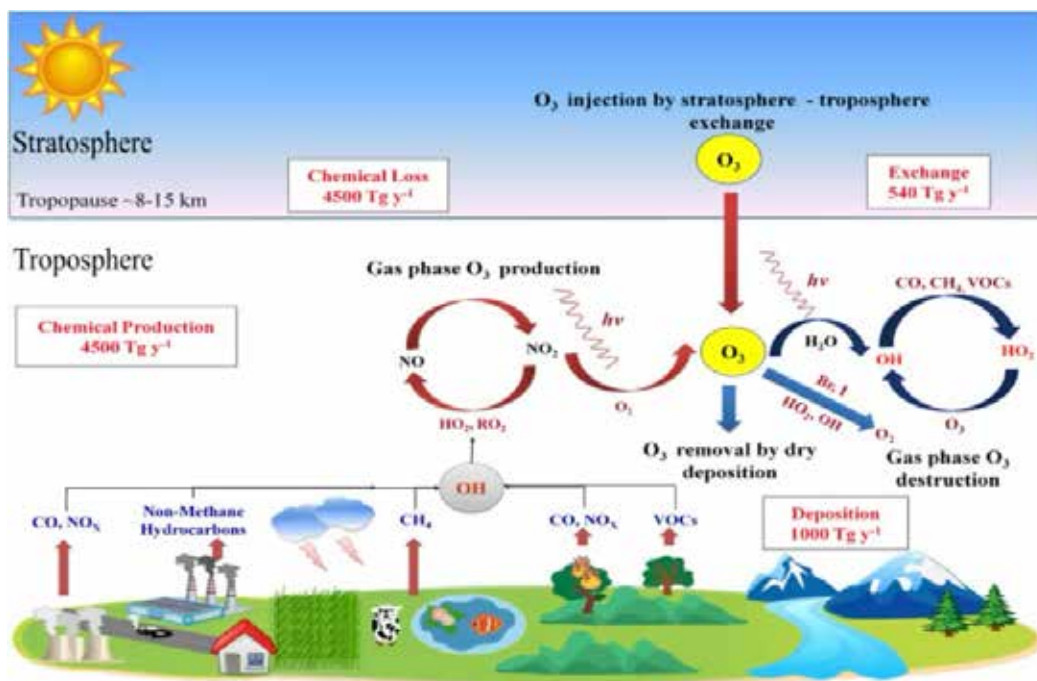 O₃ injection by stratosphere - troposphere
exchange
Stratosphere
O₃
Chemical Loss
4500 Tg y⁻¹
Exchange
540 Tg y⁻¹
Tropopause ~ 8-15 km
Troposphere
Gas phase O₃ production
hν
hν
CO, CH₄, VOCs
Chemical Production
4500 Tg y⁻¹
NO
NO₂
O₃
H₂O
OH
HO₂
O₂
Br, I
HO₂, OH
O₂
O₃
HO₂, RO₂
O₃ removal by dry
deposition
Gas phase O₃
destruction
OH
CO, NOₓ
Non-Methane
Hydrocarbons
CH₄
CO, NOₓ
VOCs
Deposition
1000 Tg y⁻¹